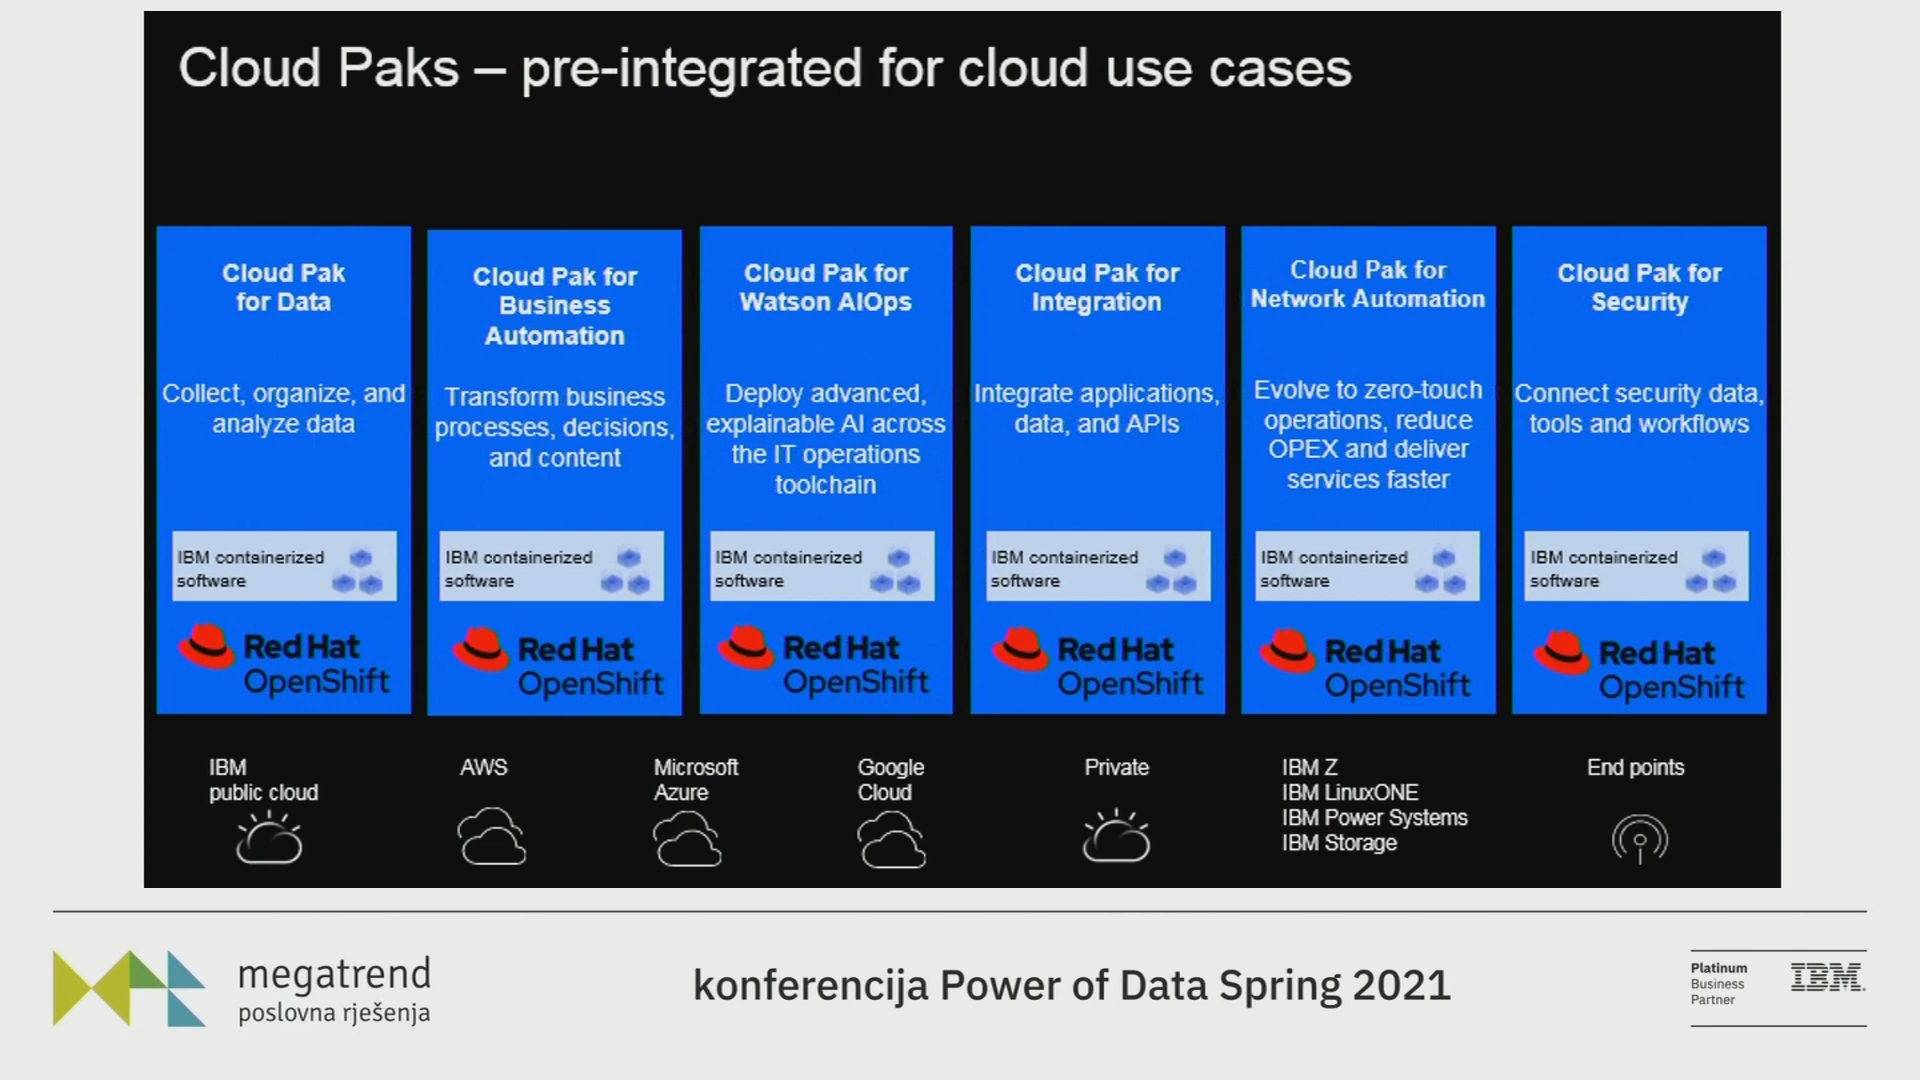 Cloud Paks – pre-integrated for cloud use cases
Cloud Pak
for Data
Collect, organize, and
analyze data
IBM containerized
software
Red Hat
OpenShift
Cloud Pak for
Business
Automation
Transform business
processes, decisions,
and content
IBM containerized
software
Red Hat
OpenShift
Cloud Pak for
Watson AIOps
Deploy advanced,
explainable AI across
the IT operations
toolchain
IBM containerized
software
Red Hat
OpenShift
Cloud Pak for
Integration
Integrate applications,
data, and APIs
IBM containerized
software
Red Hat
OpenShift
Cloud Pak for
Network Automation
Evolve to zero-touch
operations, reduce
OPEX and deliver
services faster
IBM containerized
software
Red Hat
OpenShift
Cloud Pak for
Security
Connect security data,
tools and workflows
IBM containerized
software
Red Hat
OpenShift
IBM
public cloud
AWS
Microsoft
Azure
Google
Cloud
Private
IBM Z
IBM LinuxONE
IBM Power Systems
IBM Storage
End points
megatrend
poslovna rješenja
konferencija Power of Data Spring 2021
Platinum
Business
Partner
IBM